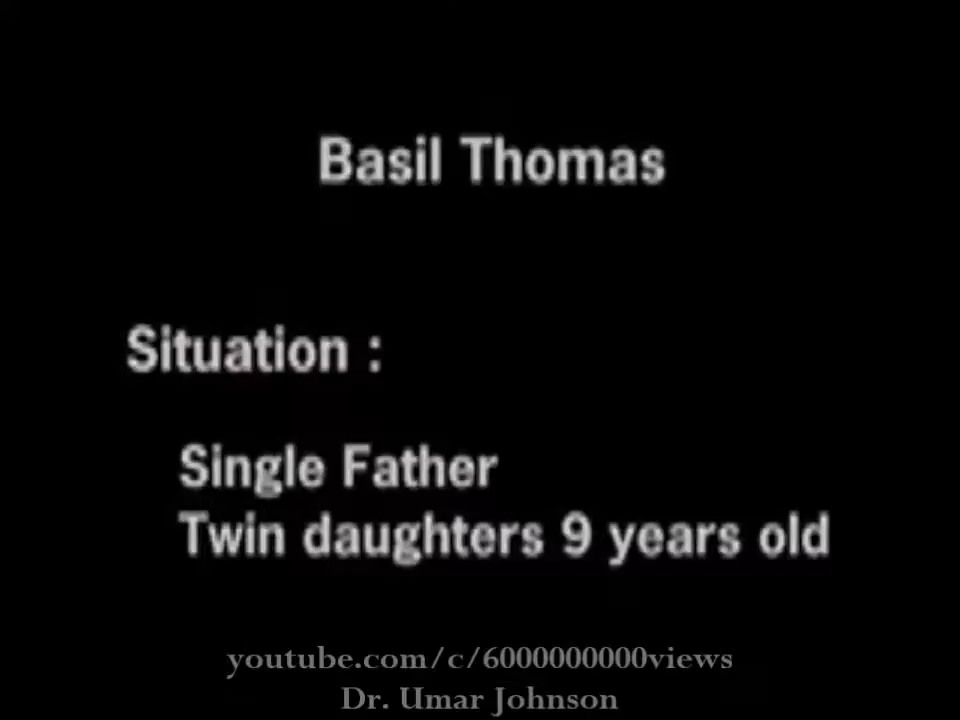 Basil Thomas
Situation :
Single Father
Twin daughters 9 years old
youtube.com/c/6000000000views
Dr. Umar Johnson